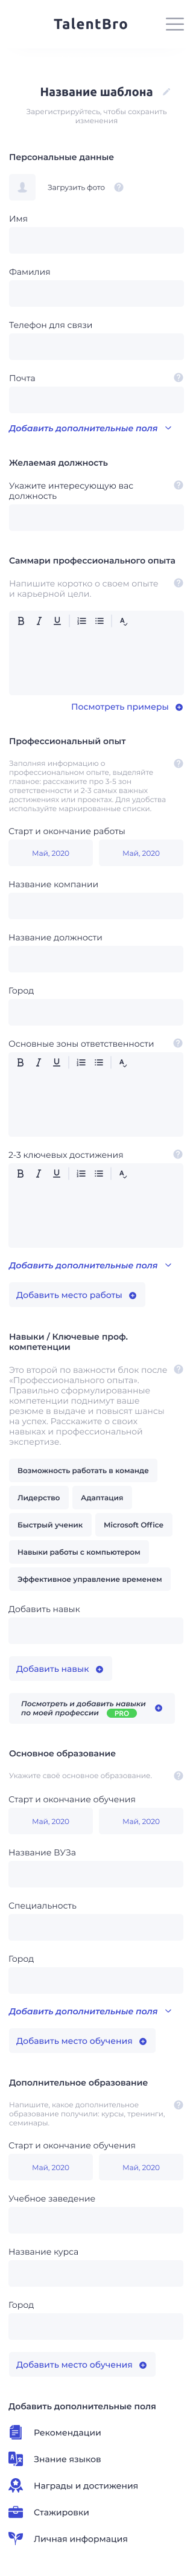 TalentBro
Название шаблона
Зарегистрируйтесь, чтобы сохранить
изменения
Персональные данные
Загрузить фото ?
Имя
Фамилия
Телефон для связи
Почта ?
Добавить дополнительные поля
Желаемая должность
Укажите интересующую вас ?
должность
Саммари профессионального опыта
Напишите коротко о своем опыте ?
и карьерной цели.
B I U A
Посмотреть примеры
Профессиональный опыт
Заполняя информацию о ?
профессиональном опыте, выделяйте
главное: расскажите про 3-5 зон
ответственности и 2-3 самых важных
достижениях или проектах. Для удобства
используйте маркированные списки.
Старт и окончание работы
Май, 2020 Май, 2020
Название компании
Название должности
Город
Основные зоны ответственности ?
B I U A
2-3 ключевых достижения ?
B I U A
Добавить дополнительные поля
Добавить место работы
Навыки / Ключевые проф.
компетенции
Это второй по важности блок после ?
«Профессионального опыта».
Правильно сформулированные
компетенции поднимут ваше
резюме в выдаче и повысят шансы
на успех. Расскажите о своих
навыках и профессиональной
экспертизе.
Возможность работать в команде
Лидерство Адаптация
Быстрый ученик Microsoft Office
Навыки работы с компьютером
Эффективное управление временем
Добавить навык
Добавить навык
Посмотреть и добавить навыки
по моей профессии PRO
Основное образование
Укажите своё основное образование. ?
Старт и окончание обучения
Май, 2020 Май, 2020
Название ВУЗа
Специальность
Город
Добавить дополнительные поля
Добавить место обучения
Дополнительное образование
Напишите, какое дополнительное ?
образование получили: курсы, тренинги,
семинары.
Старт и окончание обучения
Май, 2020 Май, 2020
Учебное заведение
Название курса
Город
Добавить место обучения
Добавить дополнительные поля
Рекомендации
Знание языков
Награды и достижения
Стажировки
Личная информация